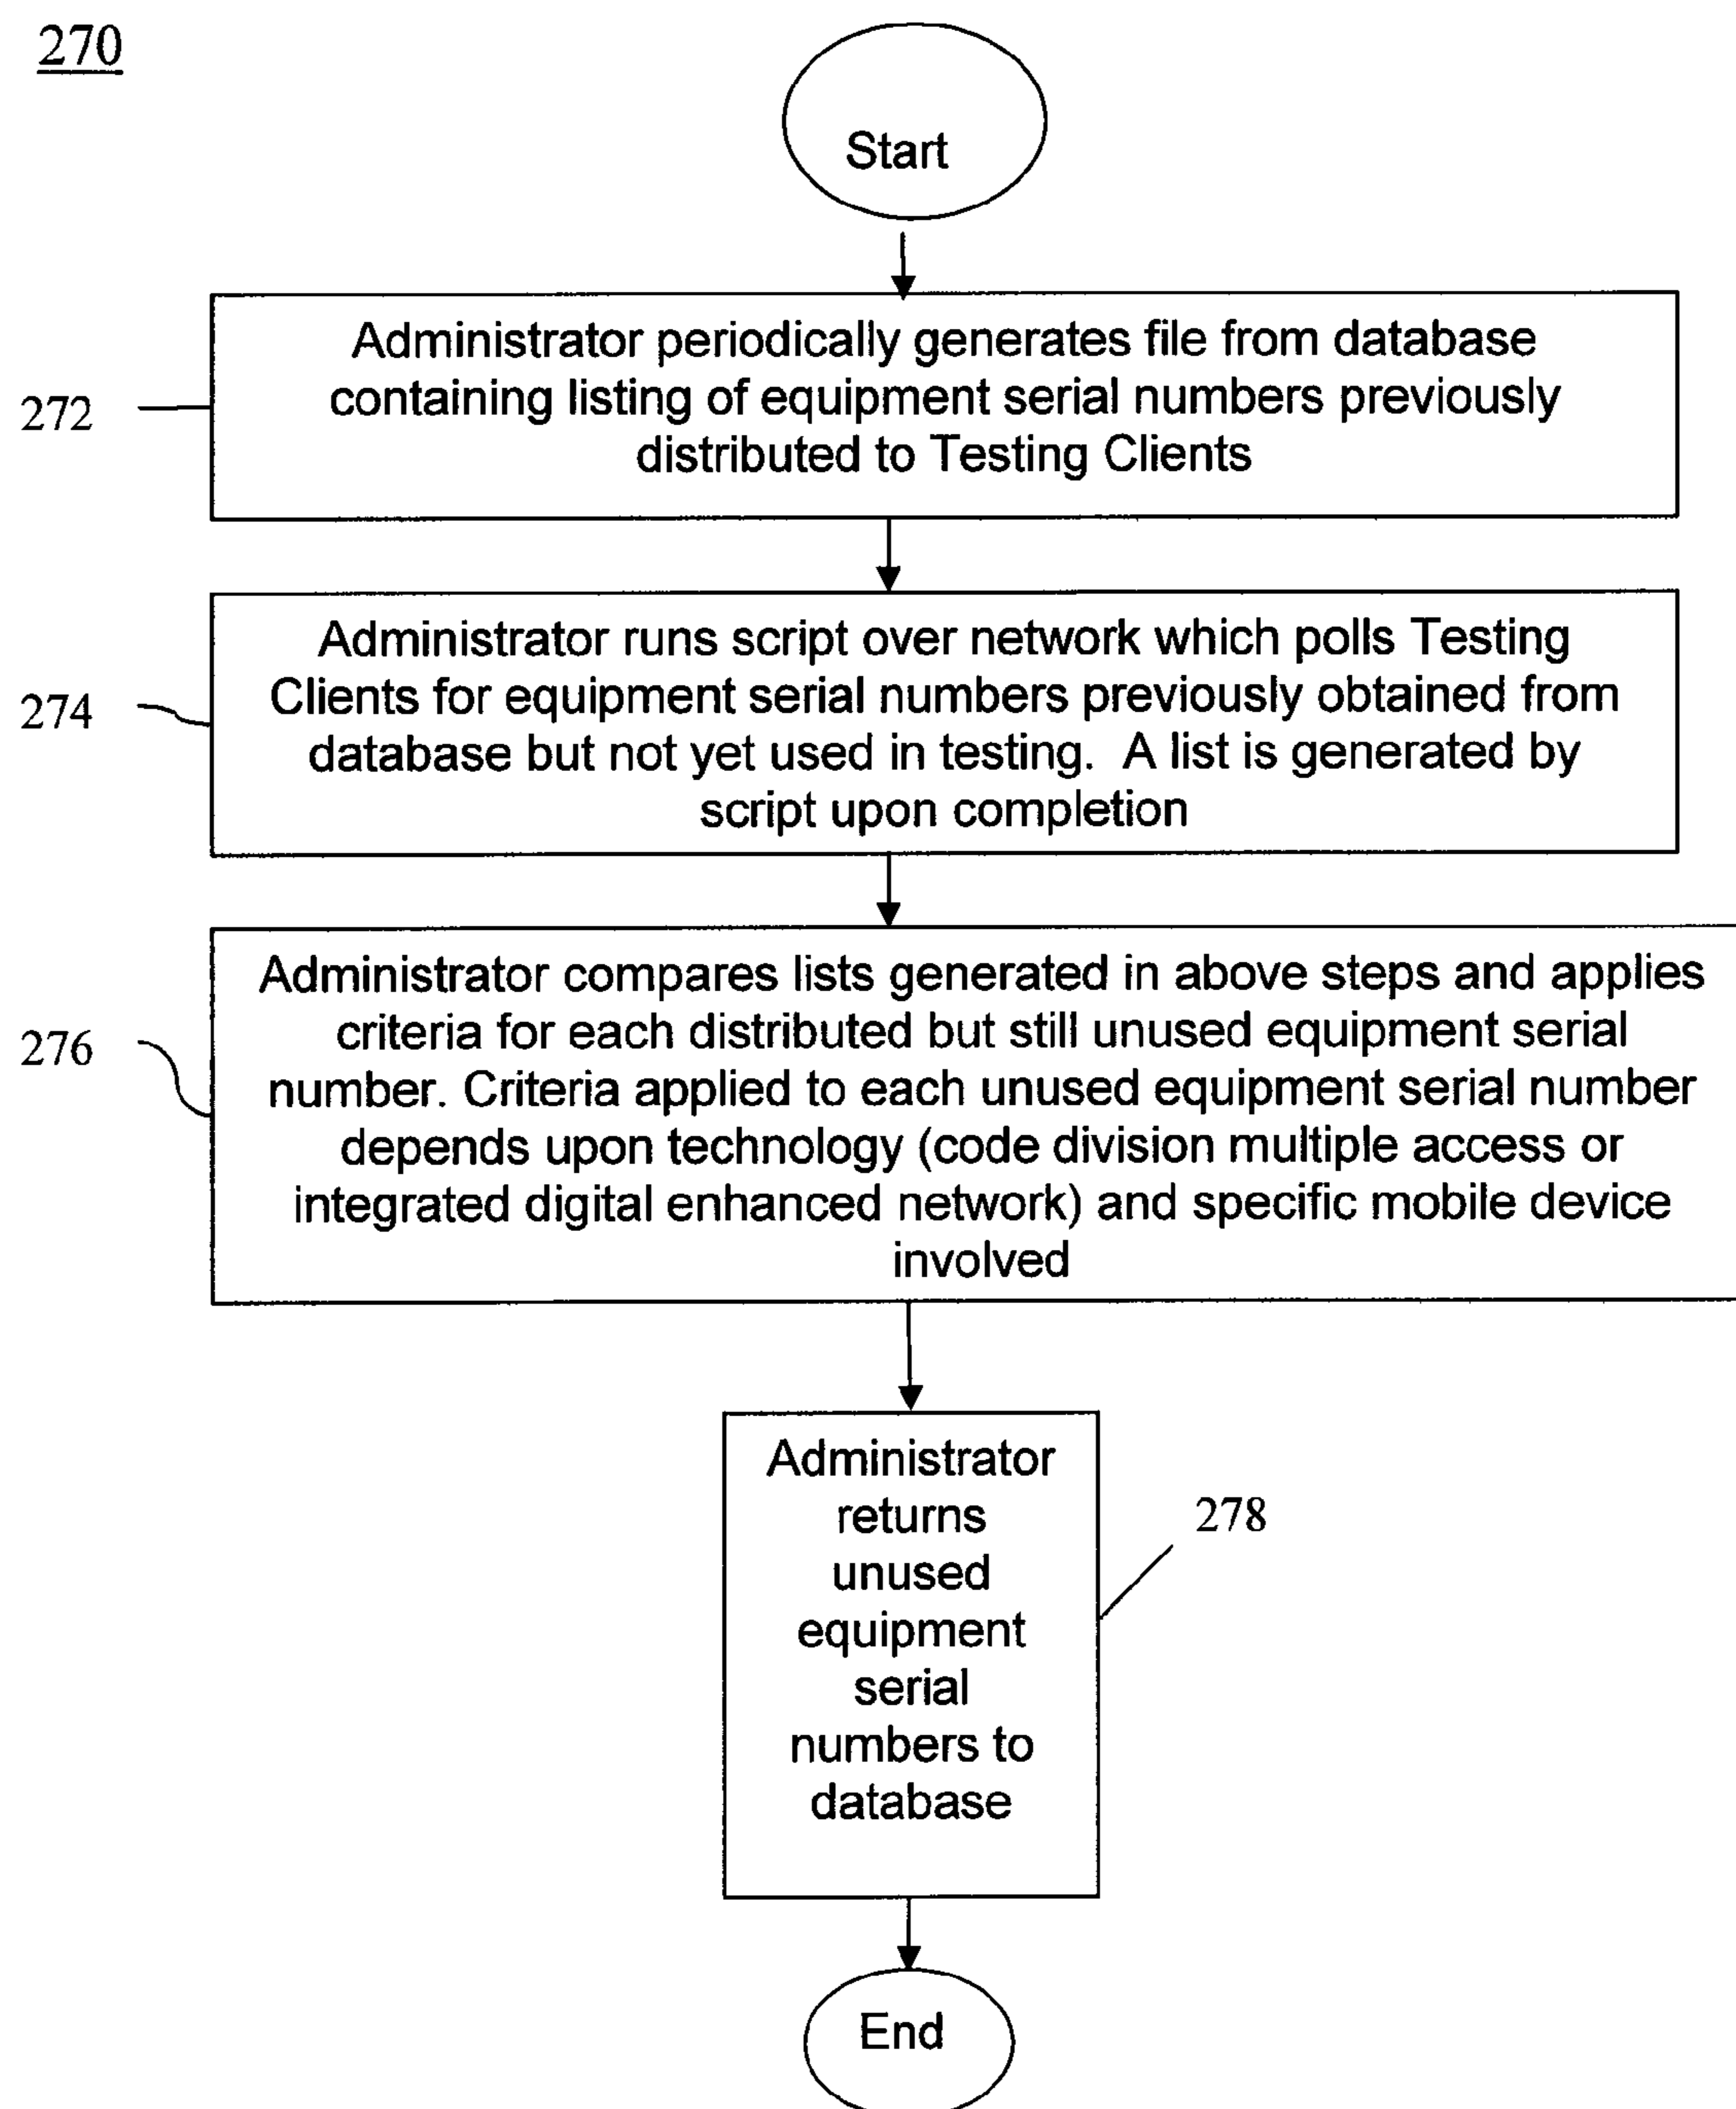 270
Start
Administrator periodically generates file from database
containing listing of equipment serial numbers previously
distributed to Testing Clients
272
Administrator runs script over network which polls Testing
Clients for equipment serial numbers previously obtained from
database but not yet used in testing. A list is generated by
script upon completion
274
Administrator compares lists generated in above steps and applies
criteria for each distributed but still unused equipment serial
number. Criteria applied to each unused equipment serial number
depends upon technology (code division multiple access or
integrated digital enhanced network) and specific mobile device
involved
276
Administrator
returns
unused
equipment
serial
numbers to
database
278
End